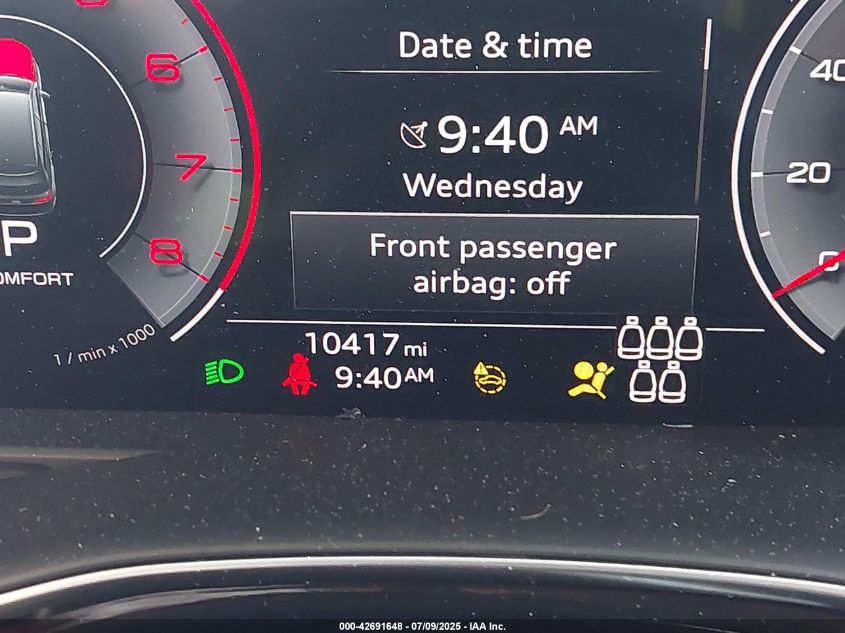 Date & time
9:40 AM
Wednesday
Front passenger
airbag: off
10417 mi
9:40 AM
6
7
8
P
OMFORT
1 / min x 1000
40
20
0
000-42691648 - 07/09/2025 - IAA Inc.